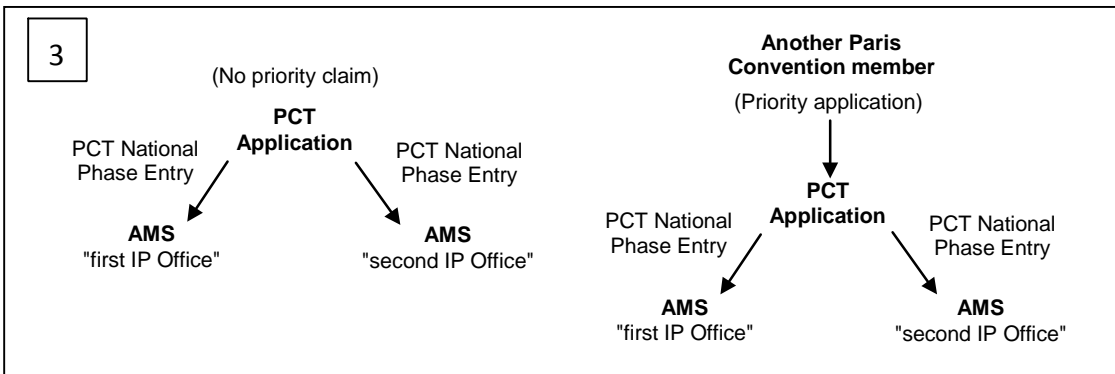 3
(No priority claim)
PCT
Application
PCT National
Phase Entry
PCT National
Phase Entry
AMS
"first IP Office"
AMS
"second IP Office"
Another Paris
Convention member
(Priority application)
PCT
Application
PCT National
Phase Entry
PCT National
Phase Entry
AMS
"first IP Office"
AMS
"second IP Office"